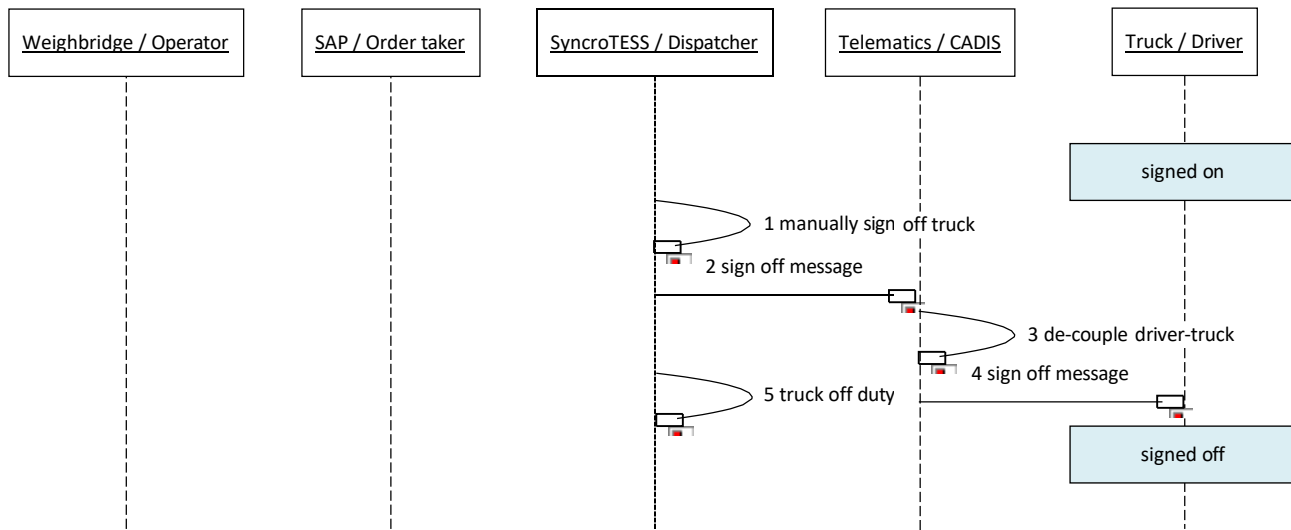 Weighbridge / Operator
SAP / Order taker
SyncroTESS / Dispatcher
Telematics / CADIS
Truck / Driver
signed on
1 manually sign off truck
2 sign off message
3 de-couple driver-truck
4 sign off message
5 truck off duty
signed off